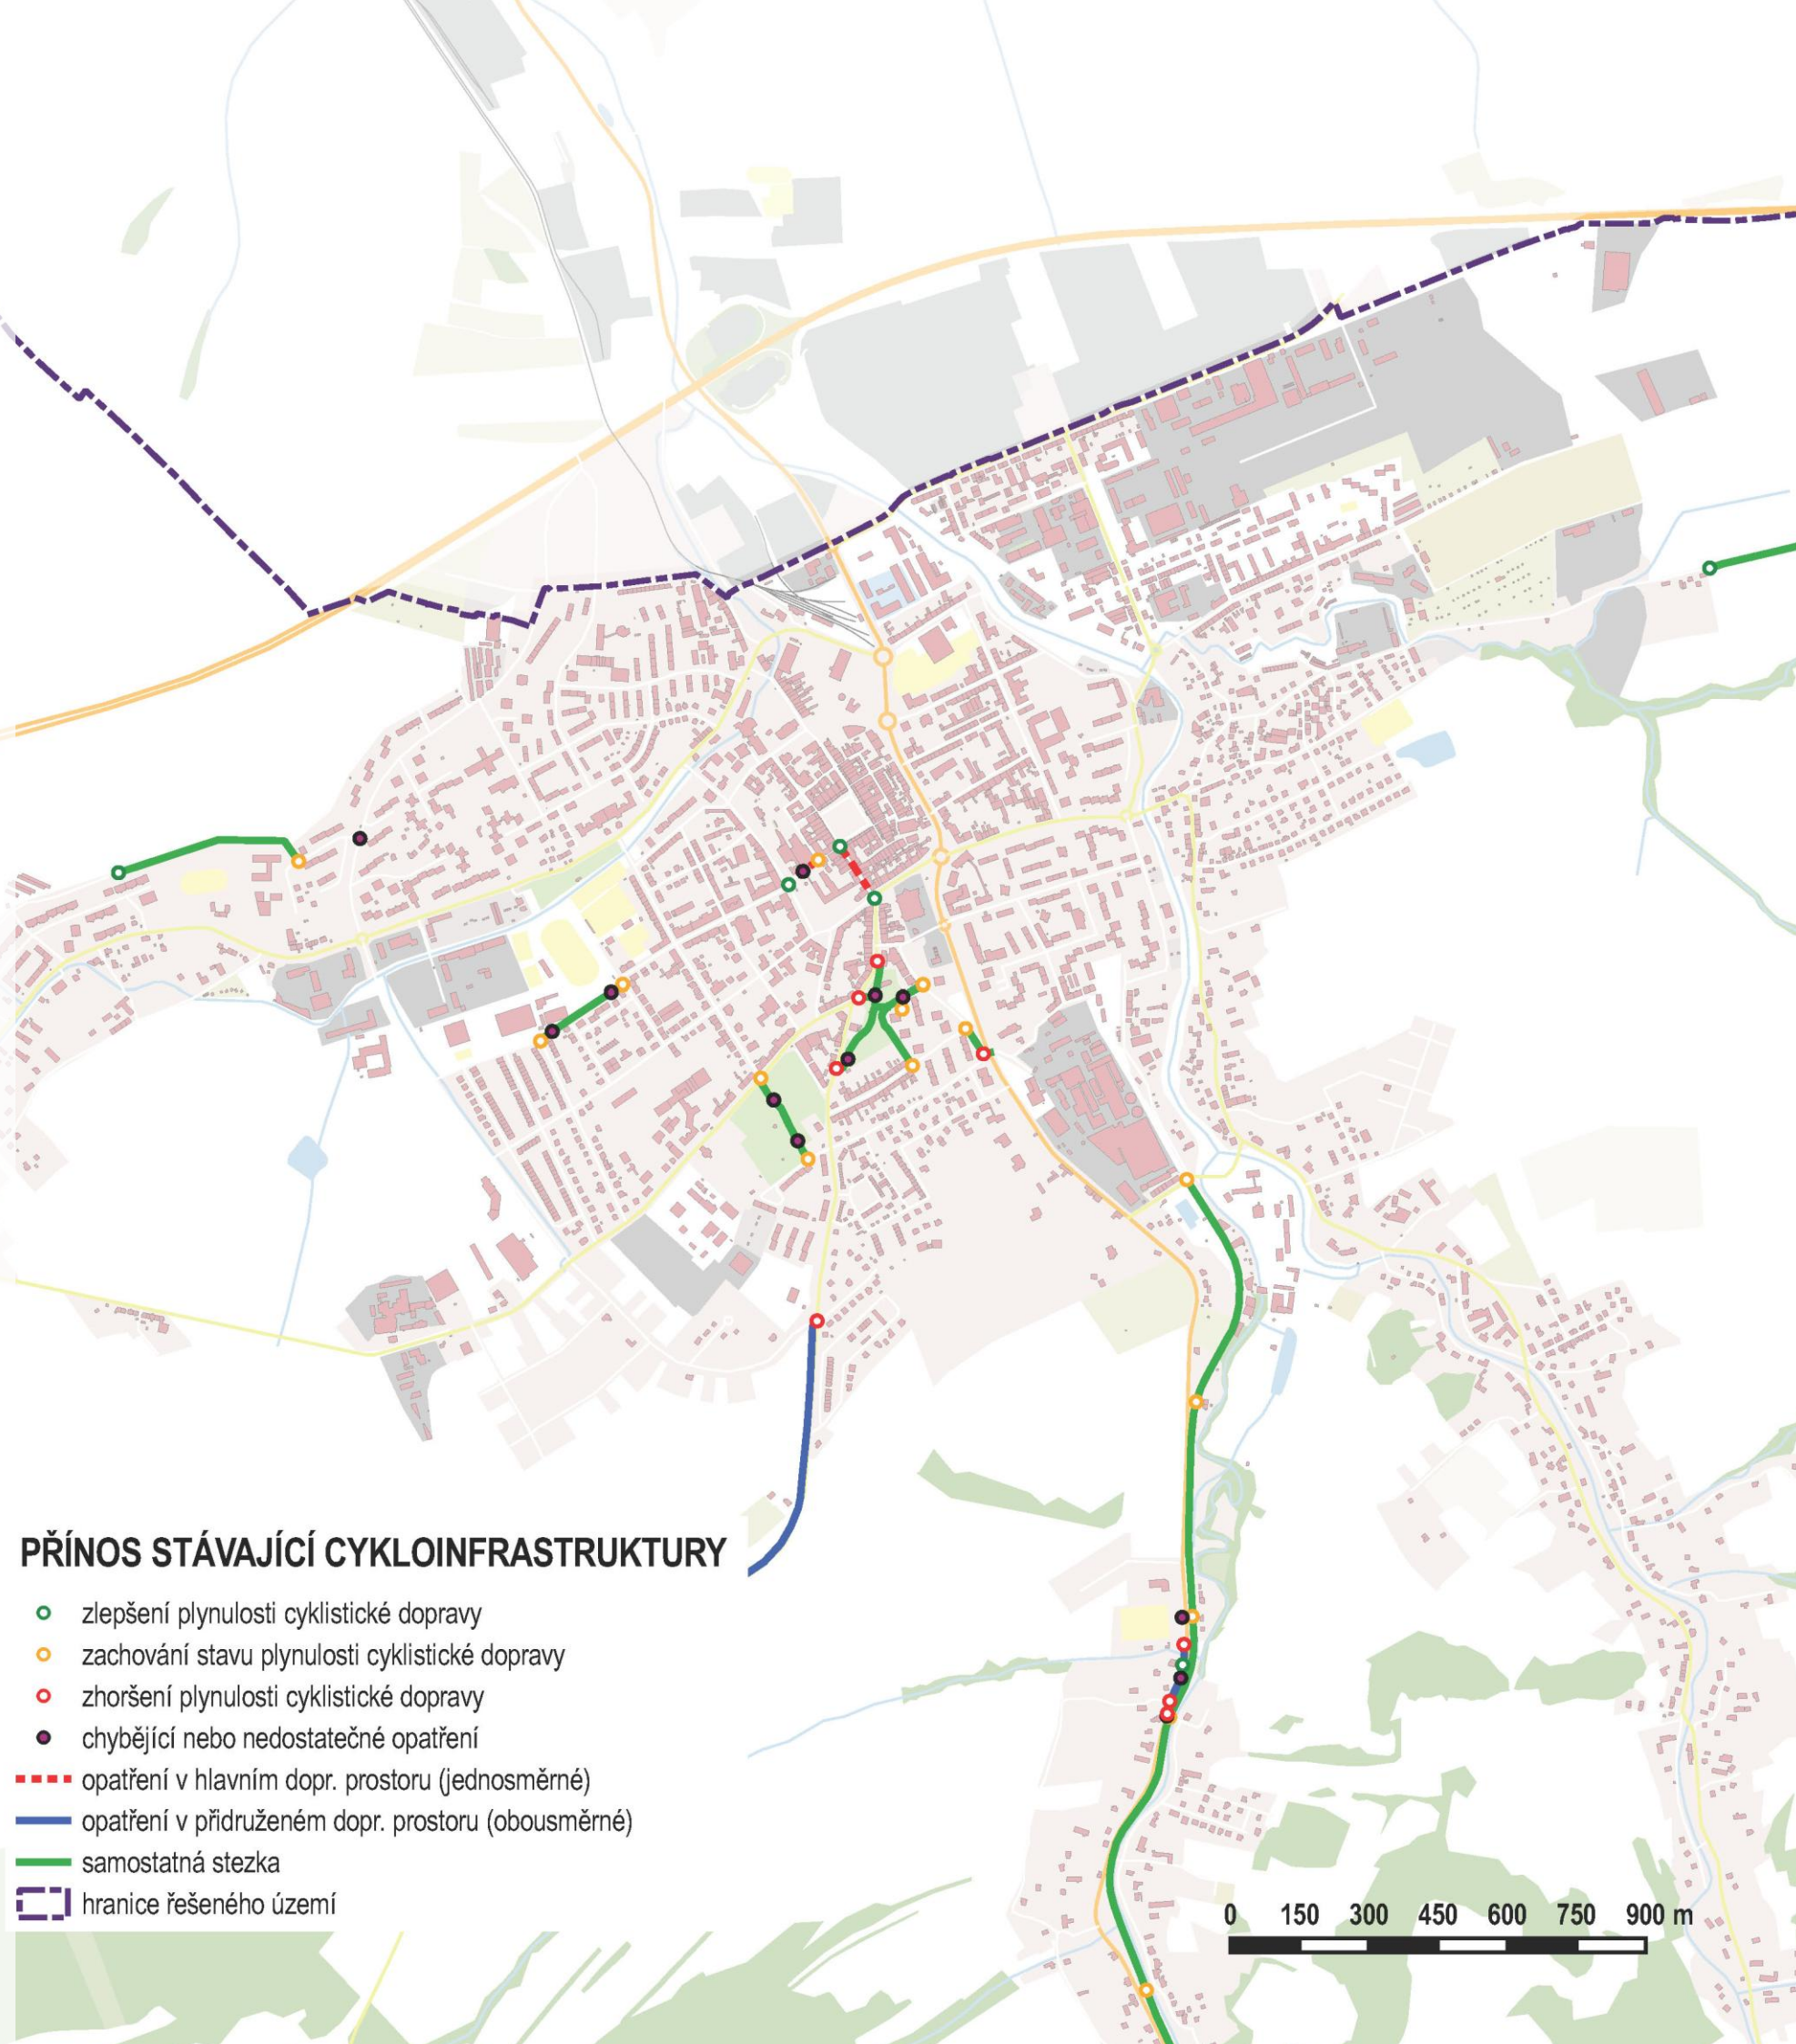 PŘÍNOS STÁVAJÍCÍ CYKLOINFRASTRUKTURY
zlepšení plynulosti cyklistické dopravy
zachování stavu plynulosti cyklistické dopravy
zhoršení plynulosti cyklistické dopravy
chybějící nebo nedostatečné opatření
opatření v hlavním dopr. prostoru (jednosměrné)
opatření v přidruženém dopr. prostoru (obousměrné)
samostatná stezka
hranice řešeného území
0 150 300 450 600 750 900 m